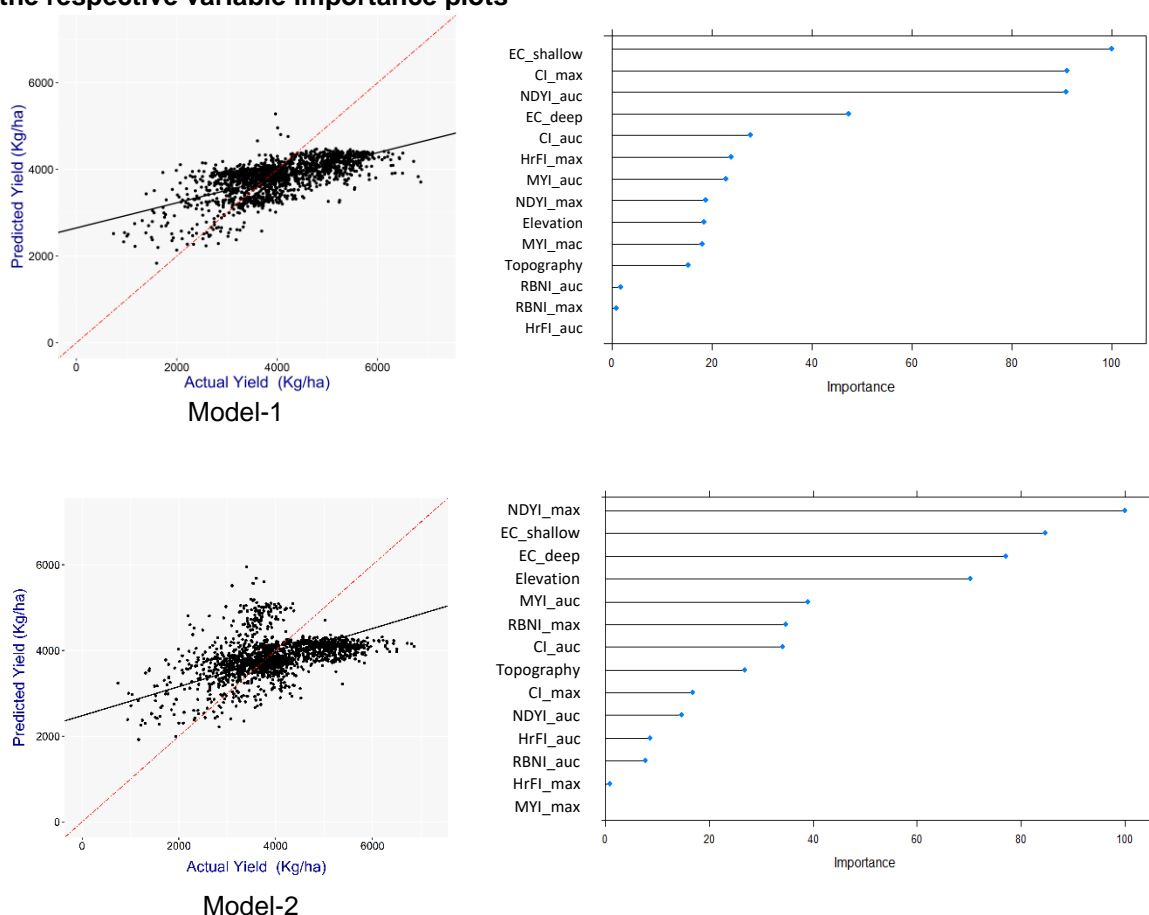 the respective variable importance plots
6000
4000
2000
0
Predicted Yield (Kg/ha)
0 2000 4000 6000
Actual Yield (Kg/ha)
Model-1
EC_shallow
CI_max
NDYI_auc
EC_deep
CI_auc
HrFI_max
MYI_auc
NDYI_max
Elevation
MYI_mac
Topography
RBNI_auc
RBNI_max
HrFI_auc
0 20 40 60 80 100
Importance
6000
4000
2000
0
Predicted Yield (Kg/ha)
0 2000 4000 6000
Actual Yield (Kg/ha)
Model-2
NDYI_max
EC_shallow
EC_deep
Elevation
MYI_auc
RBNI_max
CI_auc
Topography
CI_max
NDYI_auc
HrFI_auc
RBNI_auc
HrFI_max
MYI_max
0 20 40 60 80 100
Importance